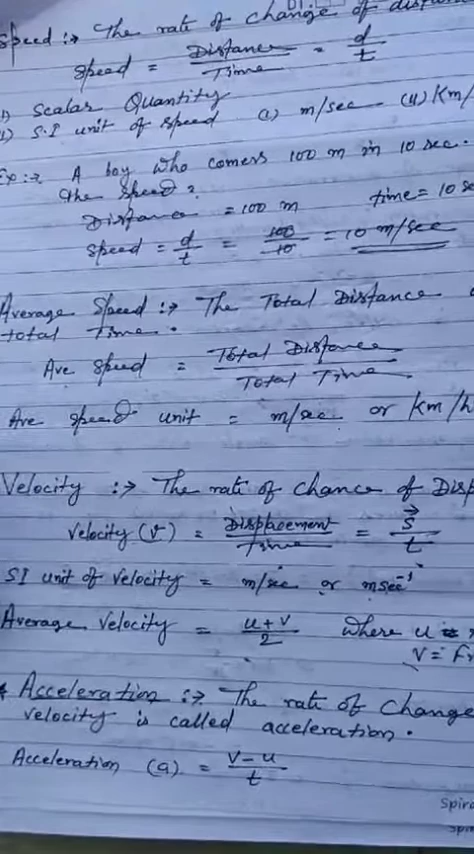 Speed :→ The rate of change of
Speed = Distance / Time = d / t
i) Scalar Quantity
ii) S.I unit of speed (i) m/sec (ii) Km/
Ex :→ A boy who comers 100 m in 10 sec.
the speed?
Distance = 100 m time = 10 se
speed = d / t = 100 / 10 = 10 m/sec
Average Speed :→ The Total Distance
total time.
Ave speed = Total Distance / Total Time
Ave speed unit = m/sec or Km/h
Velocity :→ The rate of chance of Disp
velocity (v) = Displacement / Time = s⃗ / t
SI unit of velocity = m/sec or msec⁻¹
Average velocity = u+v / 2 where u =
v = F
* Acceleration :→ The rate of Change
velocity is called acceleration.
Acceleration (a) = v-u / t
Spir